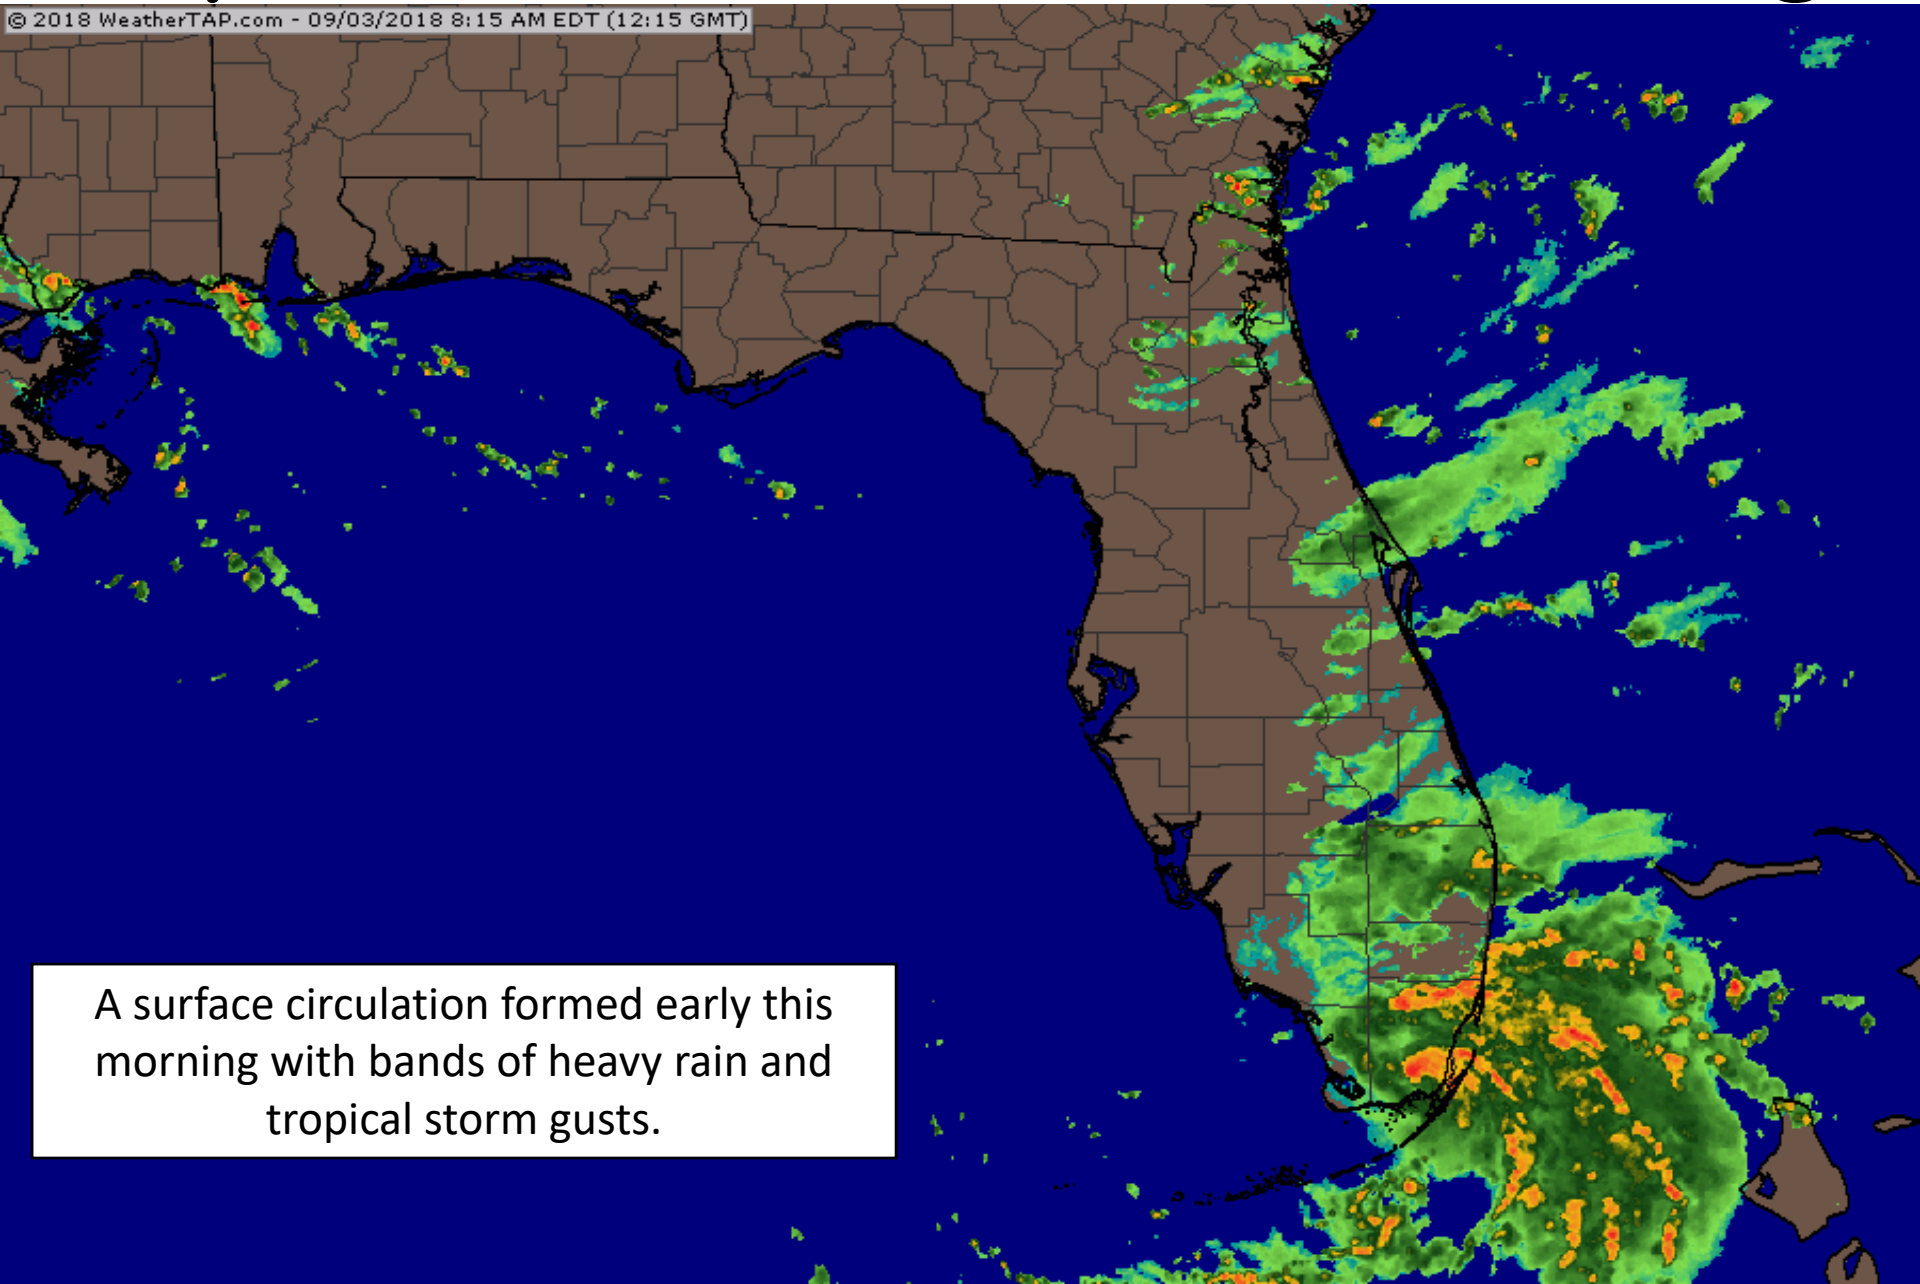 © 2018 WeatherTAP.com - 09/03/2018 8:15 AM EDT (12:15 GMT)
A surface circulation formed early this
morning with bands of heavy rain and
tropical storm gusts.